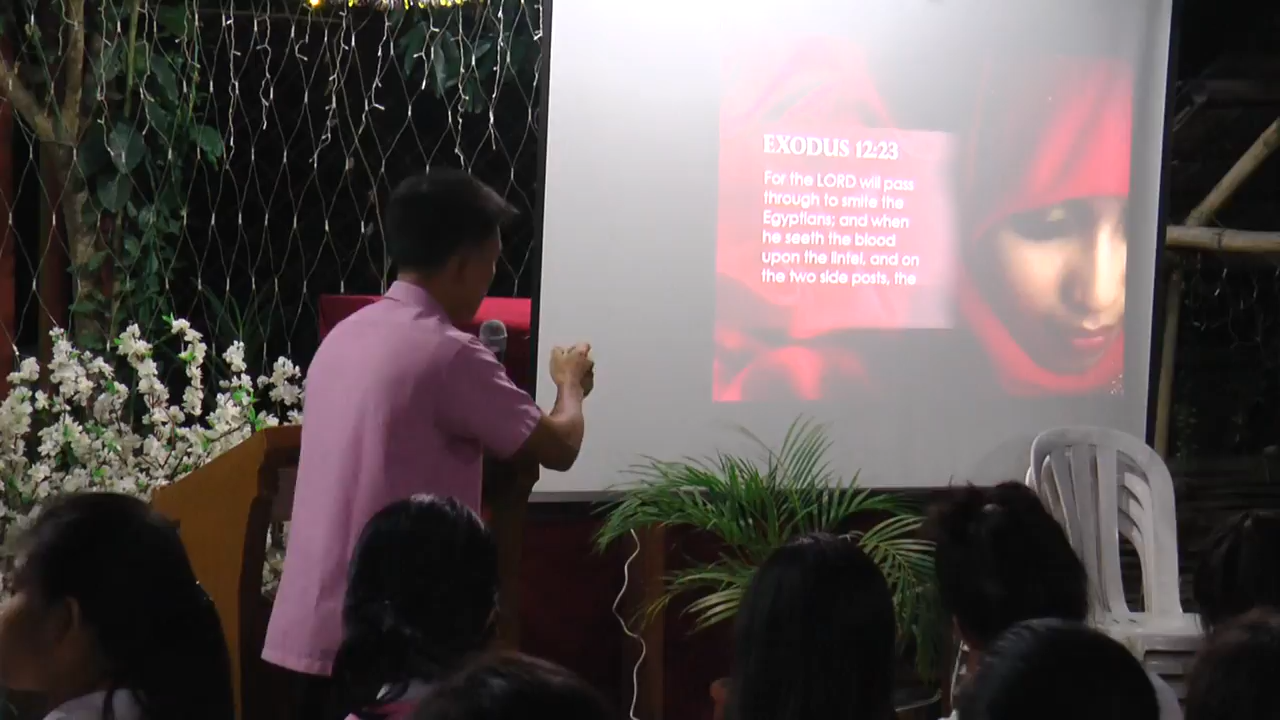 EXODUS 12:23
For the LORD will pass
through to smite the
Egyptians; and when
he seeth the blood
upon the lintel, and on
the two side posts, the